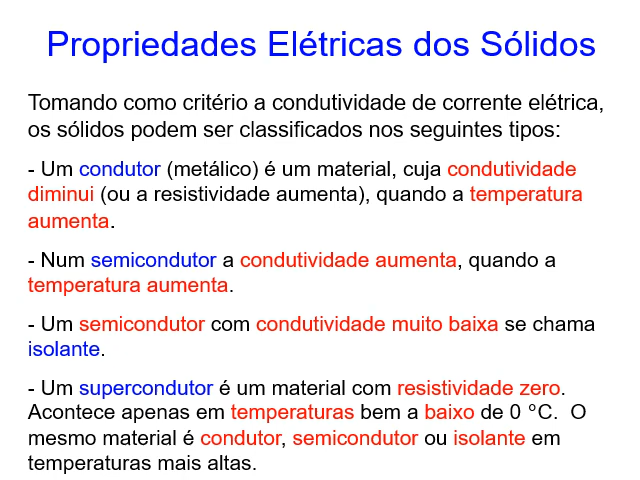 Propriedades Elétricas dos Sólidos
Tomando como critério a condutividade de corrente elétrica,
os sólidos podem ser classificados nos seguintes tipos:
- Um condutor (metálico) é um material, cuja condutividade
diminui (ou a resistividade aumenta), quando a temperatura
aumenta.
- Num semicondutor a condutividade aumenta, quando a
temperatura aumenta.
- Um semicondutor com condutividade muito baixa se chama
isolante.
- Um supercondutor é um material com resistividade zero.
Acontece apenas em temperaturas bem a baixo de 0 °C.  O
mesmo material é condutor, semicondutor ou isolante em
temperaturas mais altas.